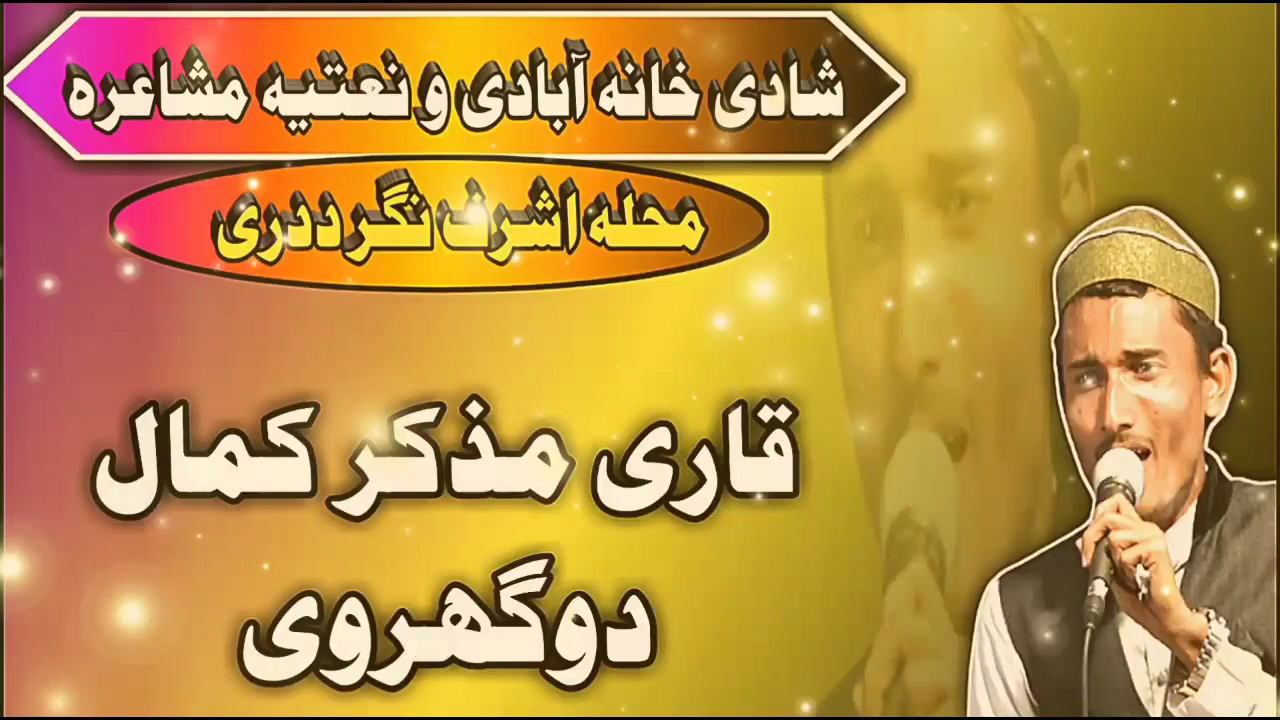 شادی خانہ آبادی و نعتیہ مشاعرہ
محلہ اشرف نگر ددری
قاری مذکر کمال
دوگھروی